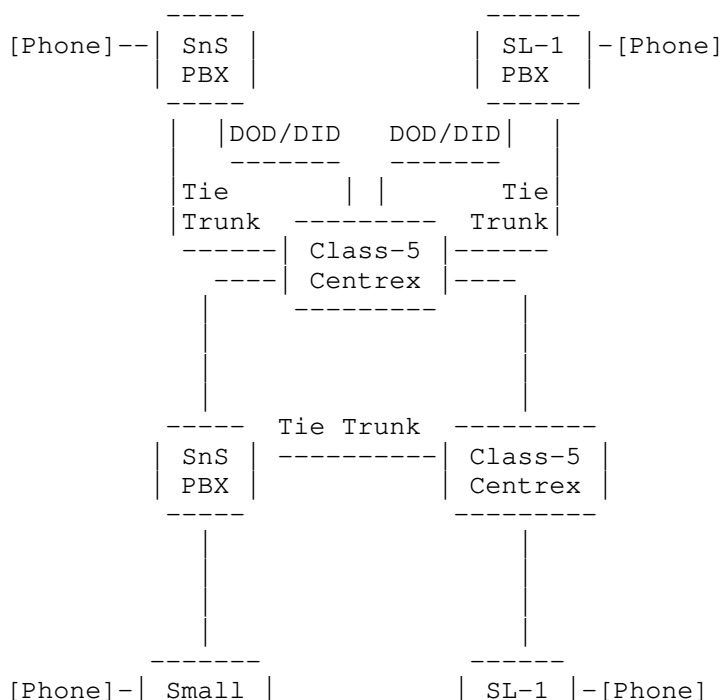 [Phone]--| SnS | | SL-1 |-[Phone]
PBX PBX
DOD/DID DOD/DID
Tie Tie
Trunk Trunk
Class-5
Centrex
Tie Trunk
SnS Class-5
PBX Centrex
[Phone]-| Small | | SL-1 |-[Phone]